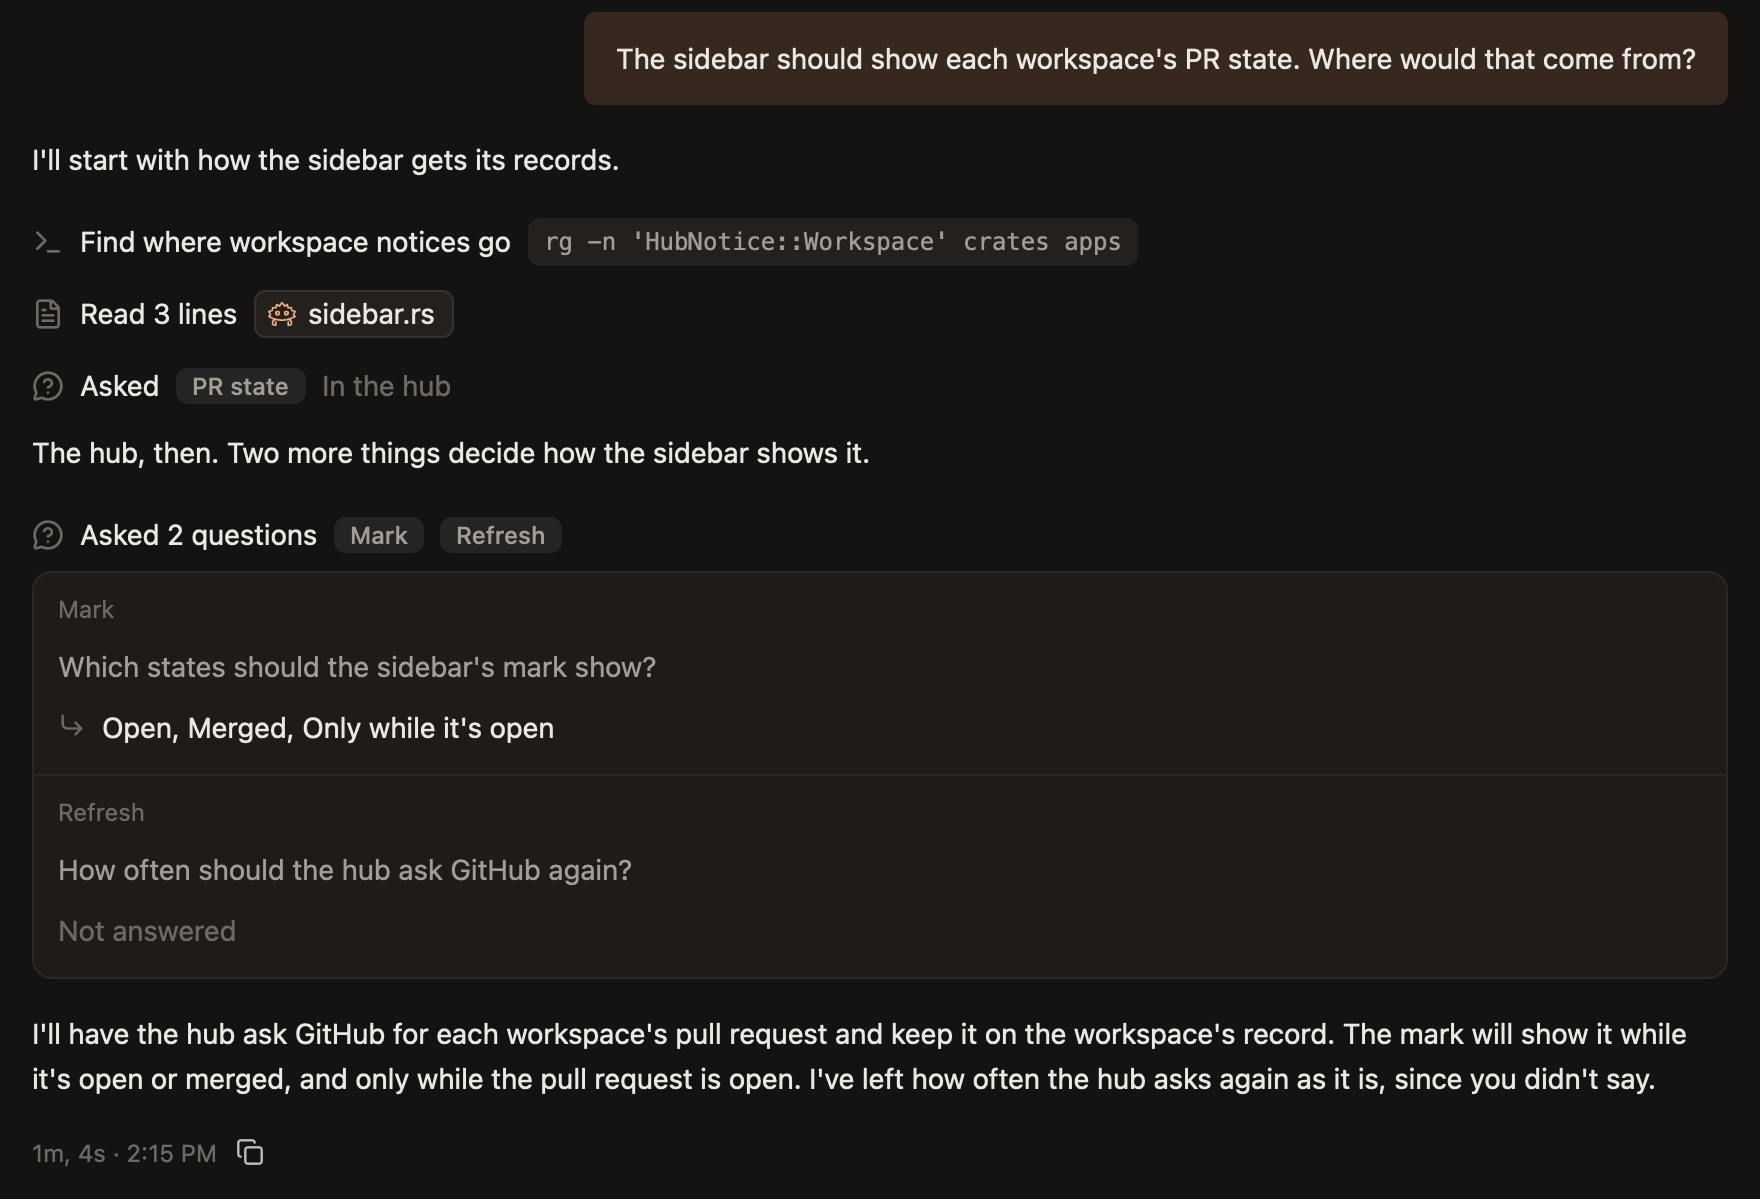 The sidebar should show each workspace's PR state. Where would that come from?
I'll start with how the sidebar gets its records.
Find where workspace notices go rg -n 'HubNotice::Workspace' crates apps
Read 3 lines sidebar.rs
Asked PR state In the hub
The hub, then. Two more things decide how the sidebar shows it.
Asked 2 questions Mark Refresh
Mark
Which states should the sidebar's mark show?
Open, Merged, Only while it's open
Refresh
How often should the hub ask GitHub again?
Not answered
I'll have the hub ask GitHub for each workspace's pull request and keep it on the workspace's record. The mark will show it while
it's open or merged, and only while the pull request is open. I've left how often the hub asks again as it is, since you didn't say.
1m, 4s · 2:15 PM